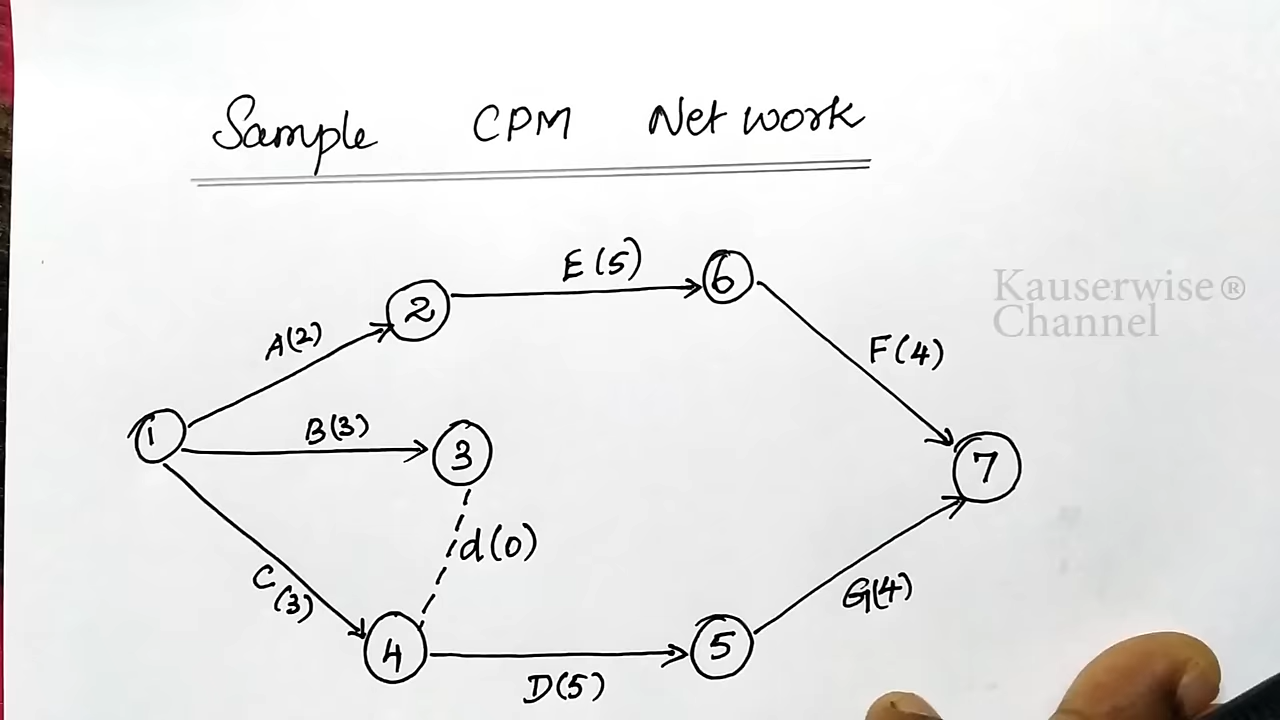 Sample CPM Network
E(5)
6
2
Kauserwise®
Channel
A(2)
F(4)
1
B(3)
3
7
d(0)
C(3)
G(4)
4
5
D(5)